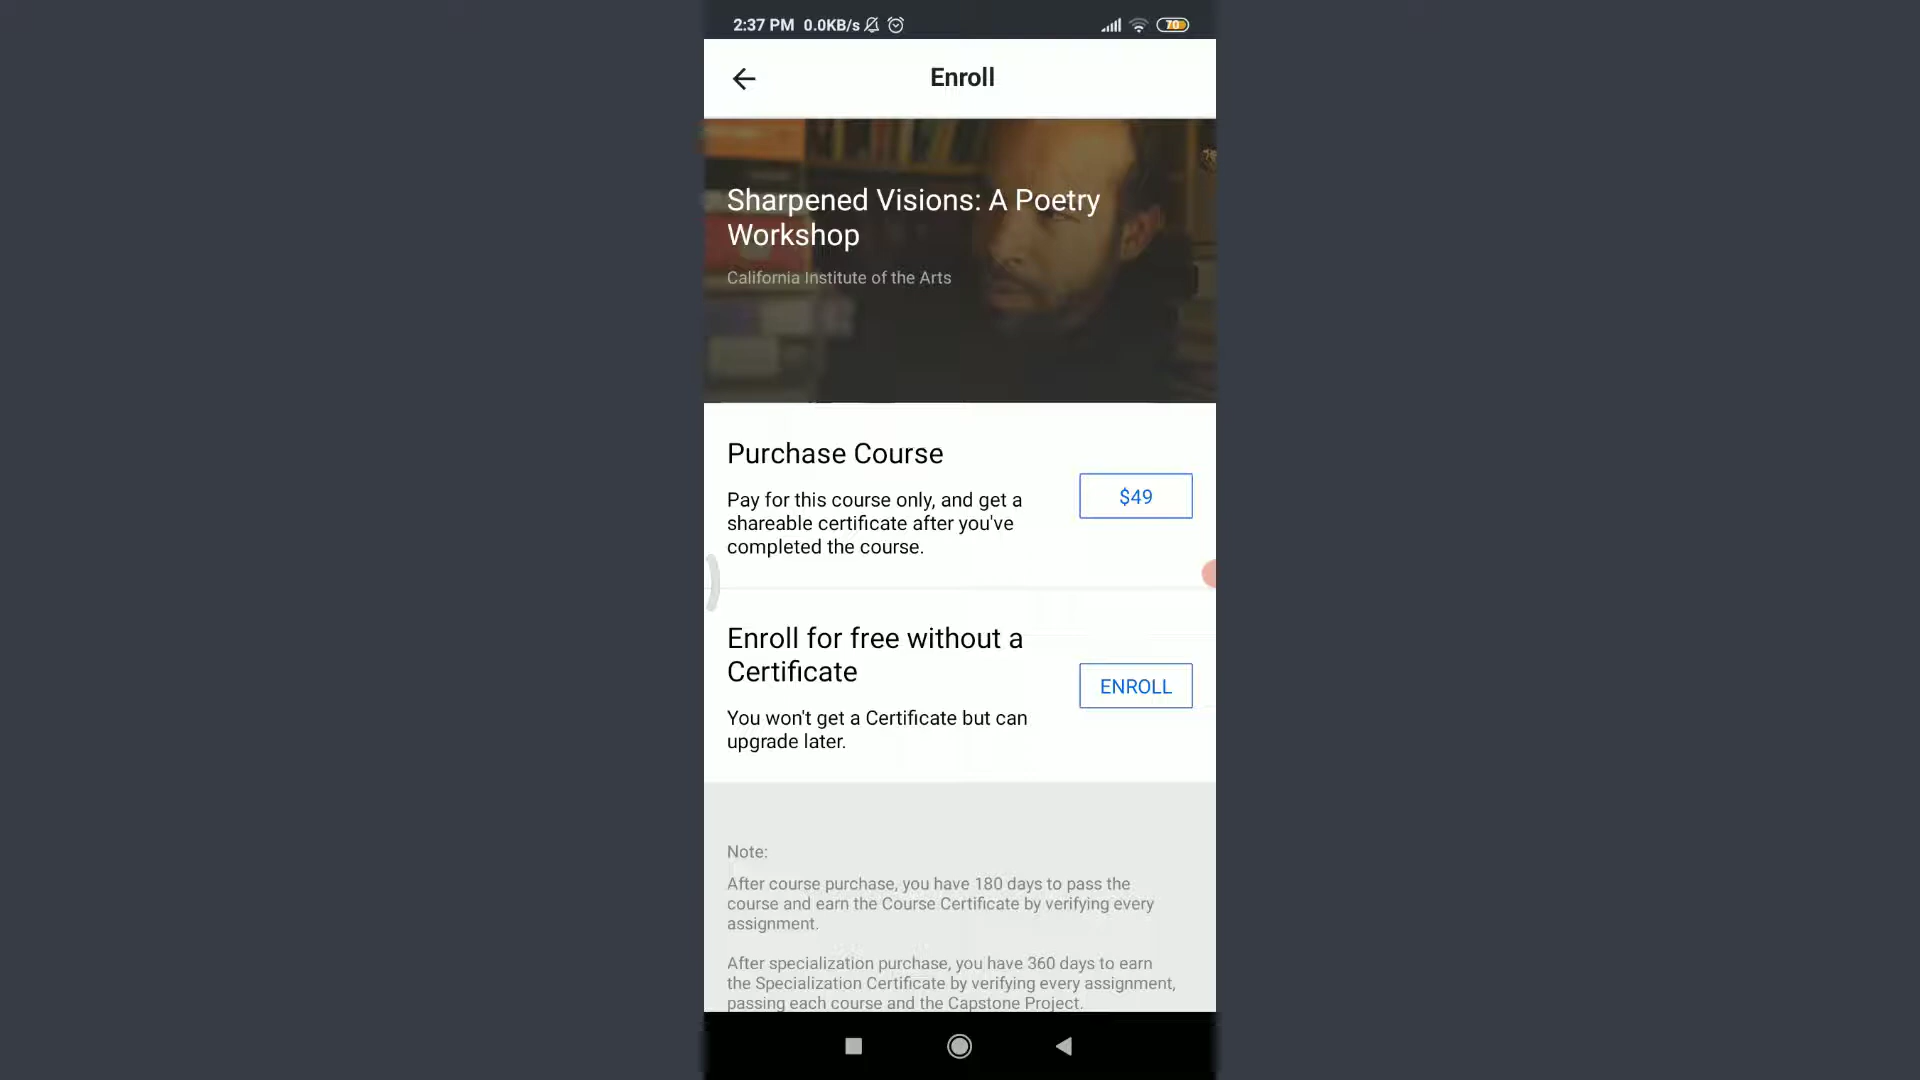 2:37 PM 0.0KB/s 70
Enroll
Sharpened Visions: A Poetry
Workshop
California Institute of the Arts
Purchase Course
Pay for this course only, and get a
shareable certificate after you've
completed the course.
$49
Enroll for free without a
Certificate
You won't get a Certificate but can
upgrade later.
ENROLL
Note:
After course purchase, you have 180 days to pass the
course and earn the Course Certificate by verifying every
assignment.
After specialization purchase, you have 360 days to earn
the Specialization Certificate by verifying every assignment,
passing each course and the Capstone Project.